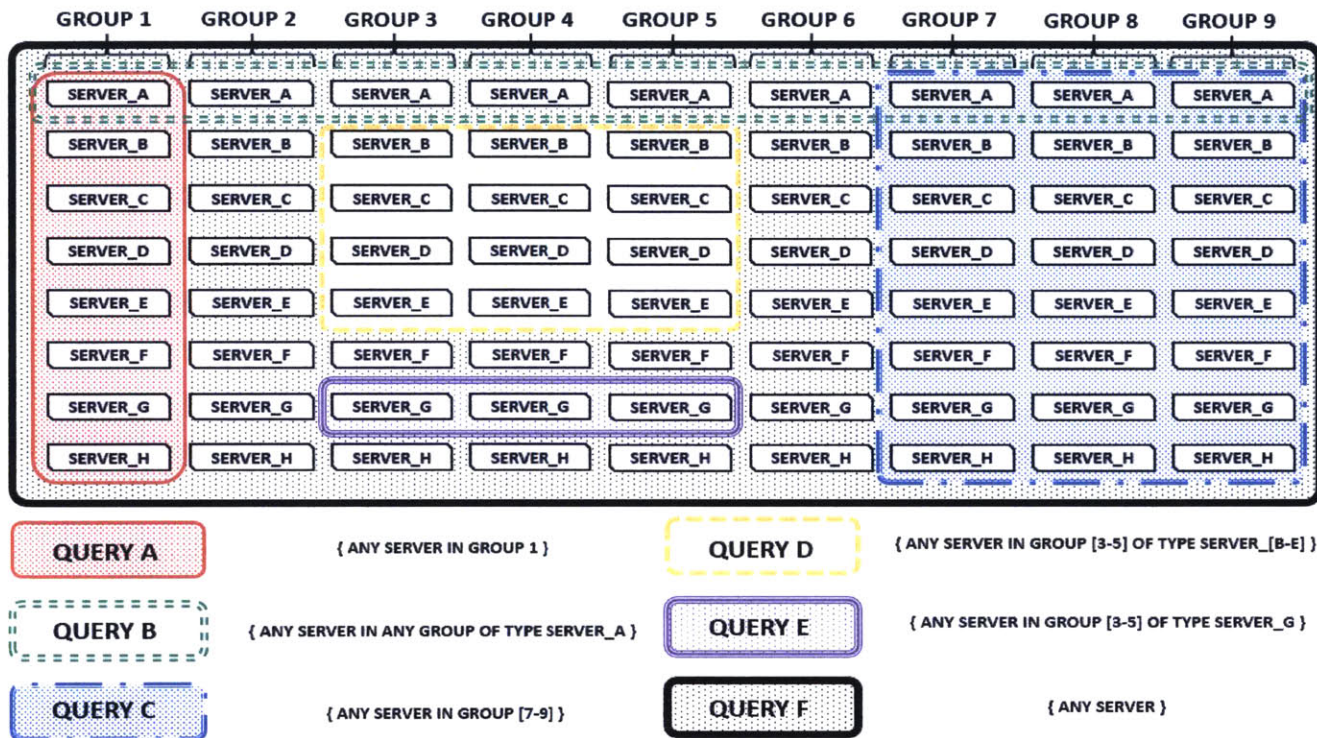 GROUP 1 GROUP 2 GROUP 3 GROUP 4 GROUP 5 GROUP 6 GROUP 7 GROUP 8 GROUP 9
SERVER_A SERVER_A SERVER_A SERVER_A SERVER_A SERVER_A SERVER_A SERVER_A SERVER_A
SERVER_B SERVER_B SERVER_B SERVER_B SERVER_B SERVER_B SERVER_B SERVER_B SERVER_B
SERVER_C SERVER_C SERVER_C SERVER_C SERVER_C SERVER_C SERVER_C SERVER_C SERVER_C
SERVER_D SERVER_D SERVER_D SERVER_D SERVER_D SERVER_D SERVER_D SERVER_D SERVER_D
SERVER_E SERVER_E SERVER_E SERVER_E SERVER_E SERVER_E SERVER_E SERVER_E SERVER_E
SERVER_F SERVER_F SERVER_F SERVER_F SERVER_F SERVER_F SERVER_F SERVER_F SERVER_F
SERVER_G SERVER_G SERVER_G SERVER_G SERVER_G SERVER_G SERVER_G SERVER_G SERVER_G
SERVER_H SERVER_H SERVER_H SERVER_H SERVER_H SERVER_H SERVER_H SERVER_H SERVER_H
QUERY A { ANY SERVER IN GROUP 1 } QUERY D { ANY SERVER IN GROUP [3-5] OF TYPE SERVER_[B-E] }
QUERY B { ANY SERVER IN ANY GROUP OF TYPE SERVER_A } QUERY E { ANY SERVER IN GROUP [3-5] OF TYPE SERVER_G }
QUERY C { ANY SERVER IN GROUP [7-9] } QUERY F { ANY SERVER }